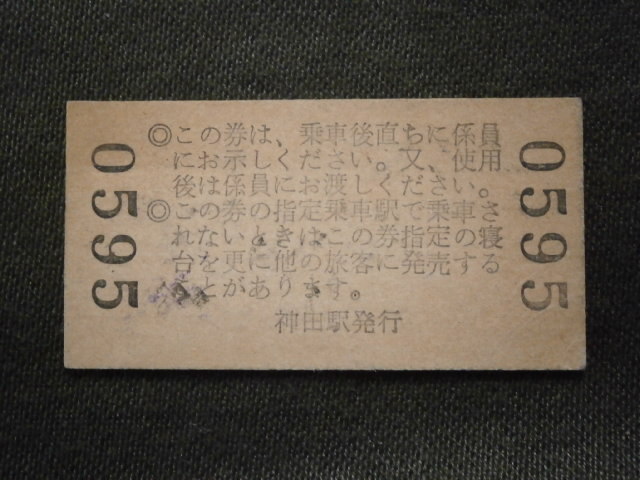 ◎この券は、乗車後直ちに係員
にお示しください。又、使用
後は係員にお渡しください。
◎この券の指定乗車駅で乗車さ
れないときはこの券に指定の寝
台を更に他の旅客に発売する
ことがあります。
神田駅発行
0595
0595